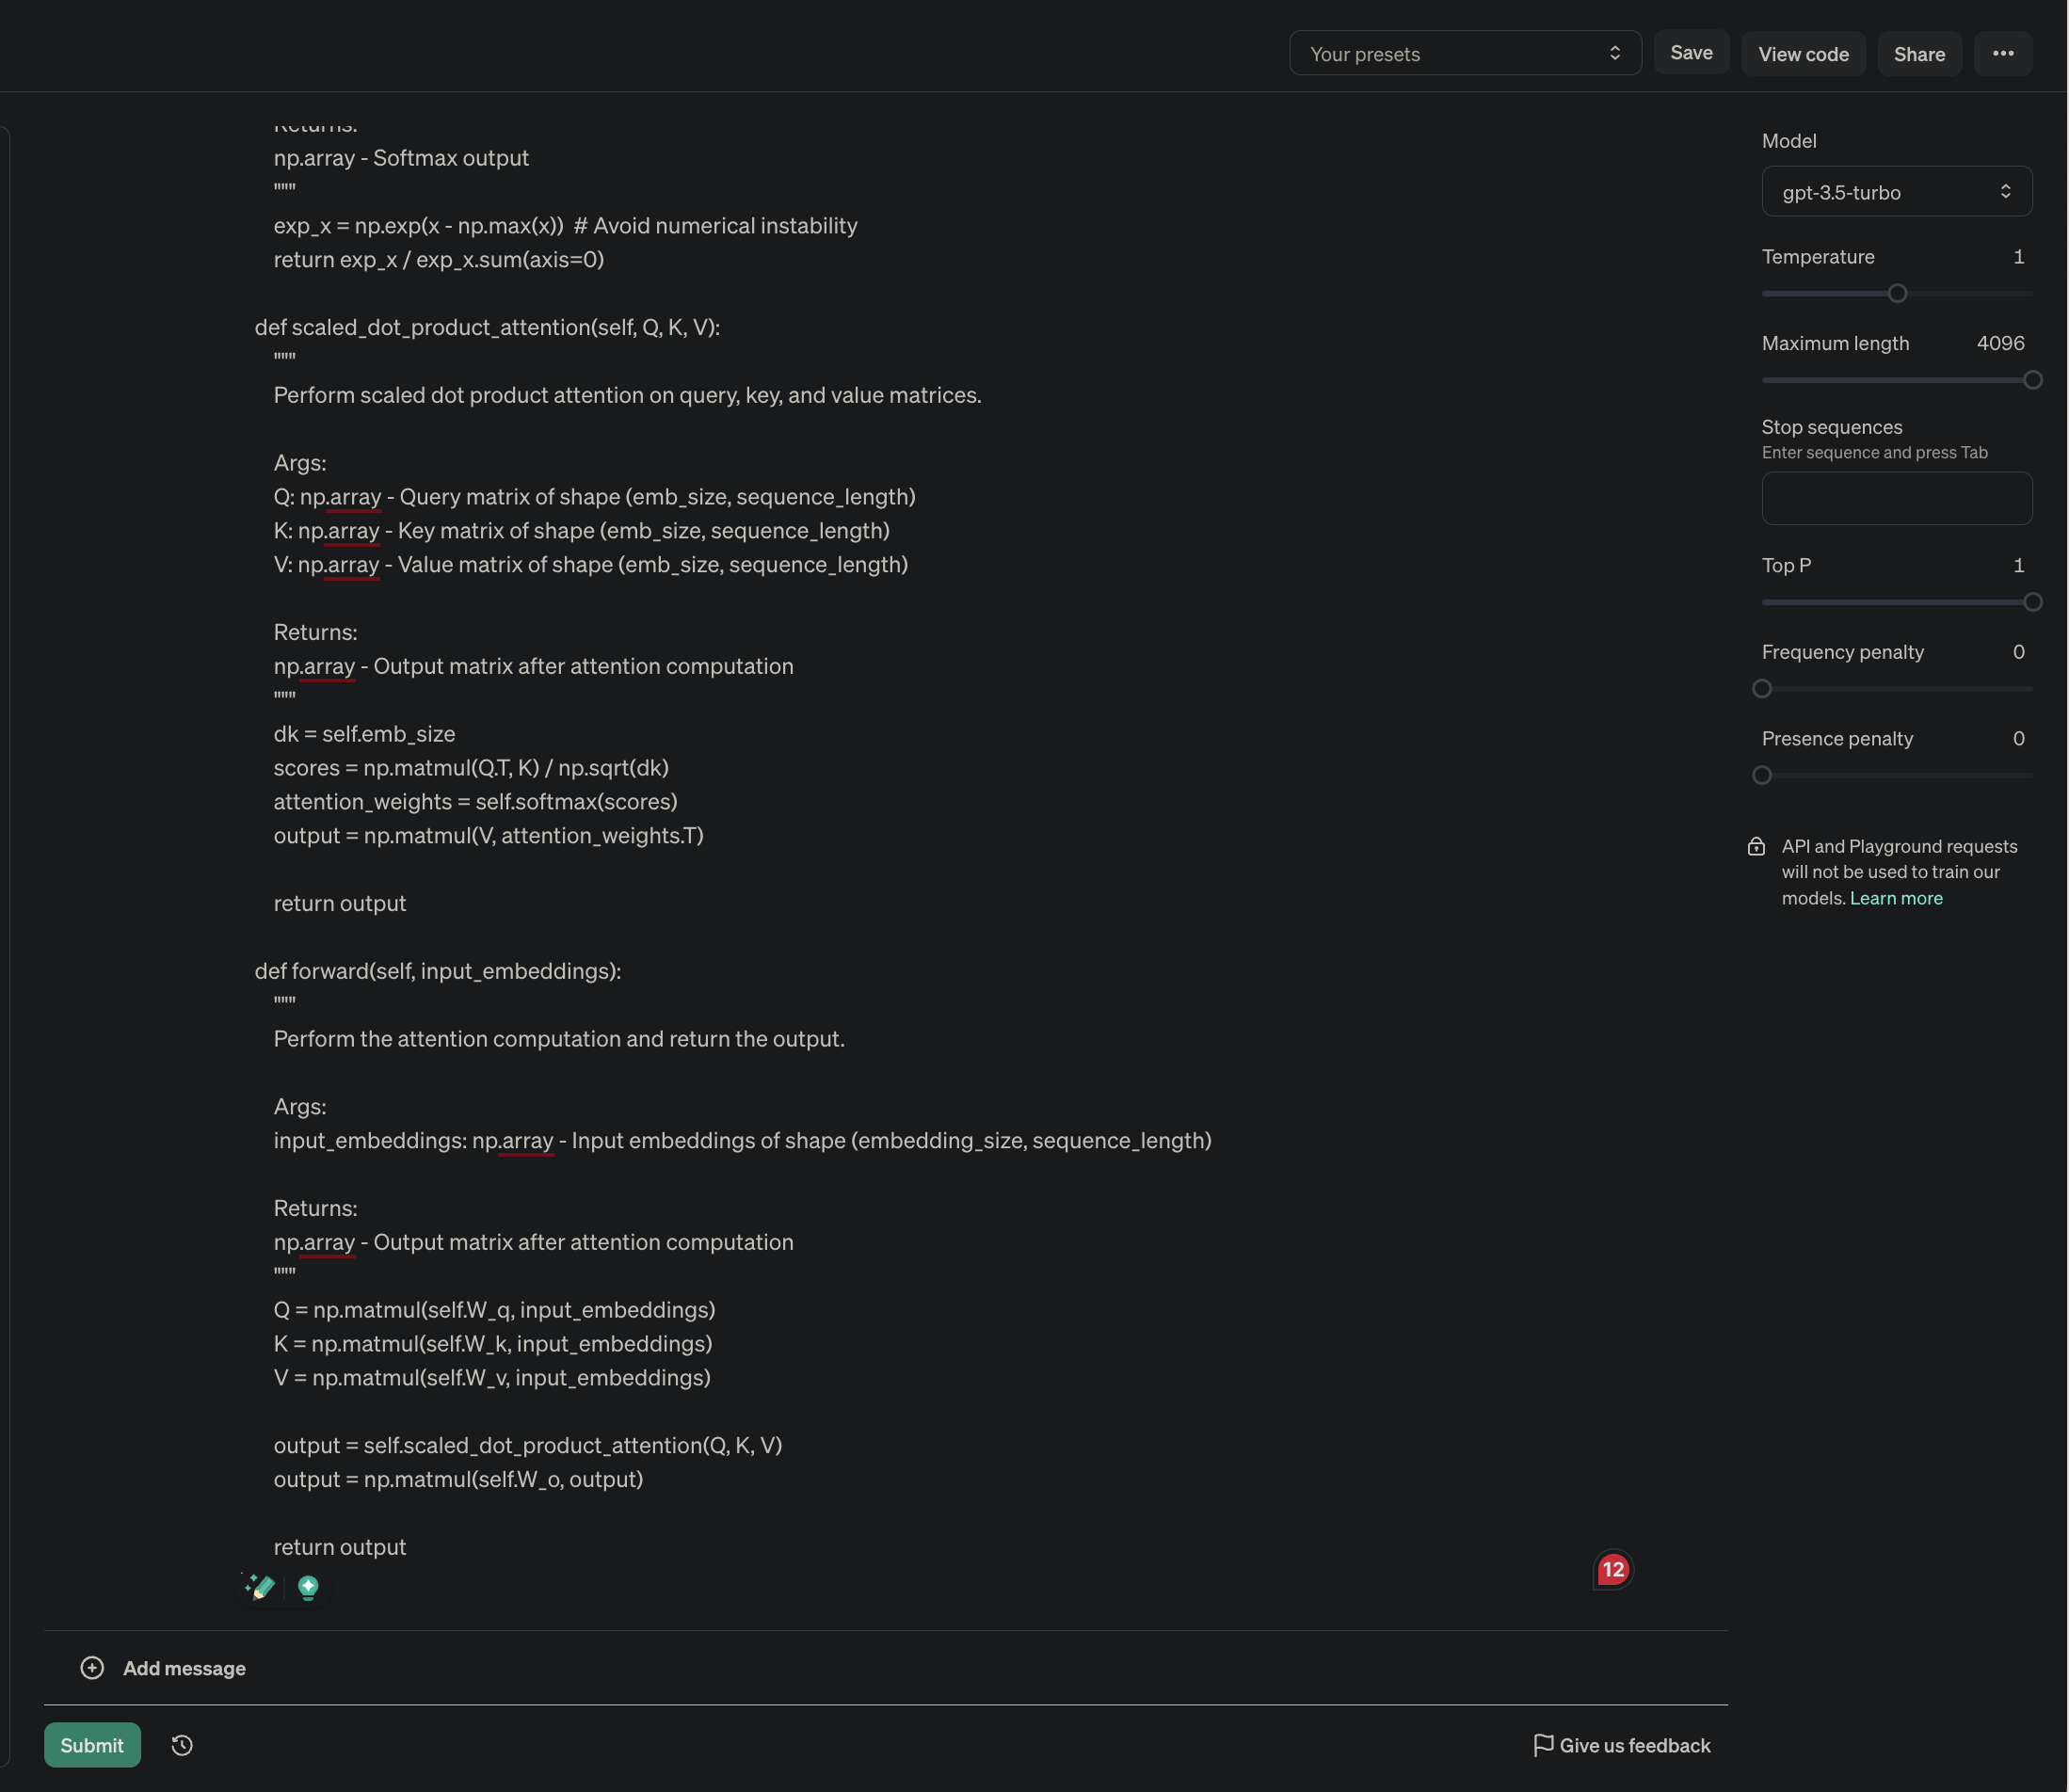 Your presets
Save
View code
Share
Returns:
np.array - Softmax output
"""
exp_x = np.exp(x - np.max(x))  # Avoid numerical instability
return exp_x / exp_x.sum(axis=0)
def scaled_dot_product_attention(self, Q, K, V):
"""
Perform scaled dot product attention on query, key, and value matrices.
Args:
Q: np.array - Query matrix of shape (emb_size, sequence_length)
K: np.array - Key matrix of shape (emb_size, sequence_length)
V: np.array - Value matrix of shape (emb_size, sequence_length)
Returns:
np.array - Output matrix after attention computation
"""
dk = self.emb_size
scores = np.matmul(Q.T, K) / np.sqrt(dk)
attention_weights = self.softmax(scores)
output = np.matmul(V, attention_weights.T)
return output
def forward(self, input_embeddings):
"""
Perform the attention computation and return the output.
Args:
input_embeddings: np.array - Input embeddings of shape (embedding_size, sequence_length)
Returns:
np.array - Output matrix after attention computation
"""
Q = np.matmul(self.W_q, input_embeddings)
K = np.matmul(self.W_k, input_embeddings)
V = np.matmul(self.W_v, input_embeddings)
output = self.scaled_dot_product_attention(Q, K, V)
output = np.matmul(self.W_o, output)
return output
12
Add message
Submit
Give us feedback
Model
gpt-3.5-turbo
Temperature 1
Maximum length 4096
Stop sequences
Enter sequence and press Tab
Top P 1
Frequency penalty 0
Presence penalty 0
API and Playground requests
will not be used to train our
models. Learn more